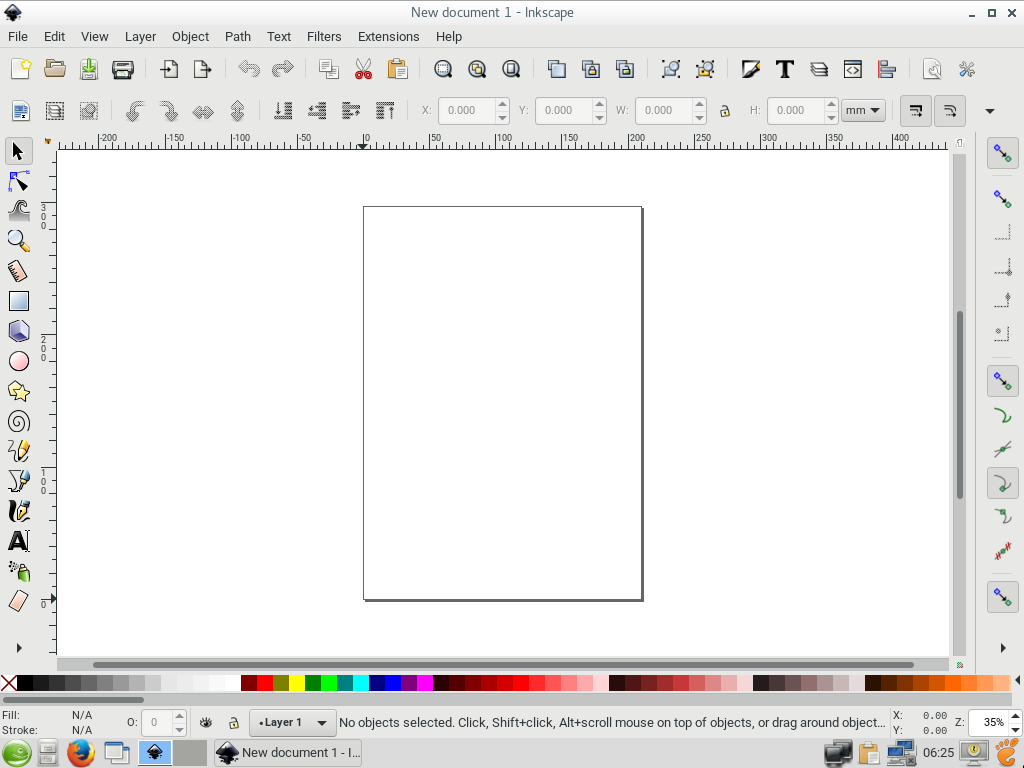 New document 1 - Inkscape
File Edit View Layer Object Path Text Filters Extensions Help
X: 0.000 Y: 0.000 W: 0.000 H: 0.000 mm
-200 -150 -100 -50 0 50 100 150 200 250 300 350 400
300
200
100
0
Fill: N/A
Stroke: N/A
O: 0
•Layer 1
No objects selected. Click, Shift+click, Alt+scroll mouse on top of objects, or drag around object...
X: 0.00
Y: 0.00
Z: 35%
New document 1 - I...
06:25